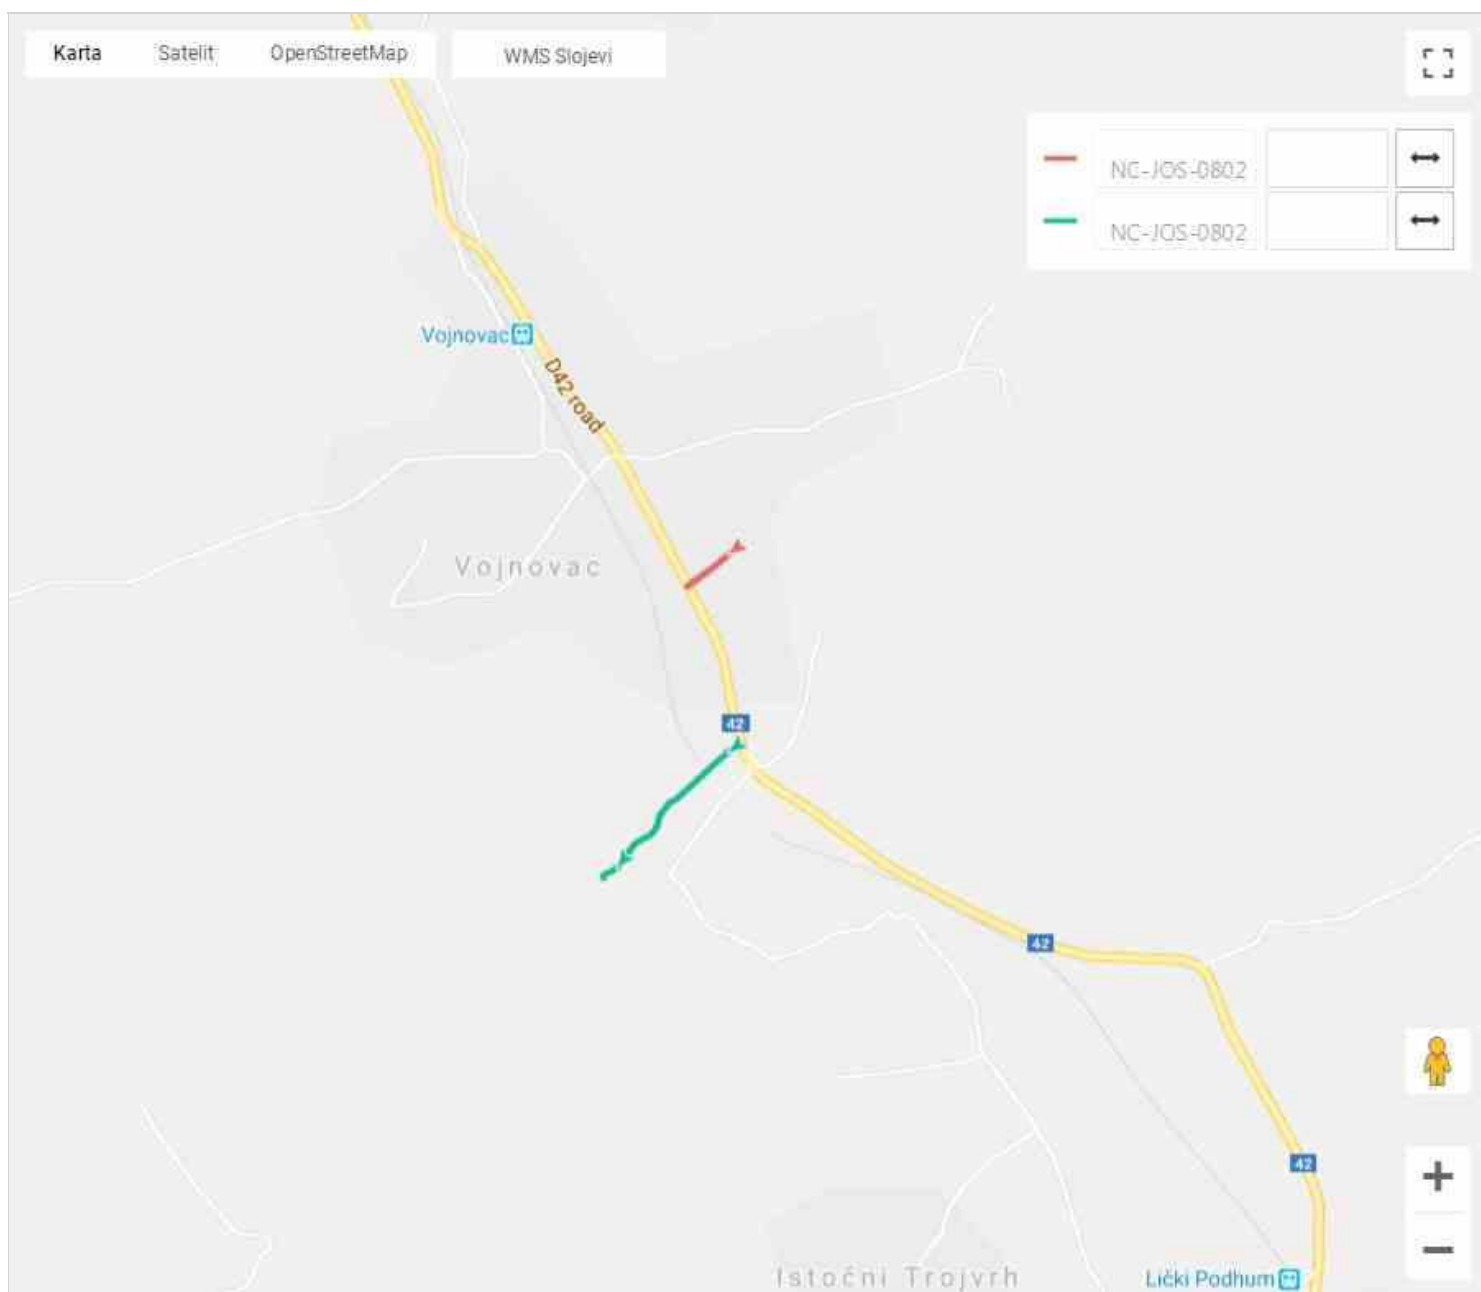 Karta Satelit OpenStreetMap WMS Slojevi
NC-JOS-0802
NC-JOS-0802
Vojnovac
D42 road
Vojnovac
42
42
42
Istočni Trojvrh
Lički Podhum